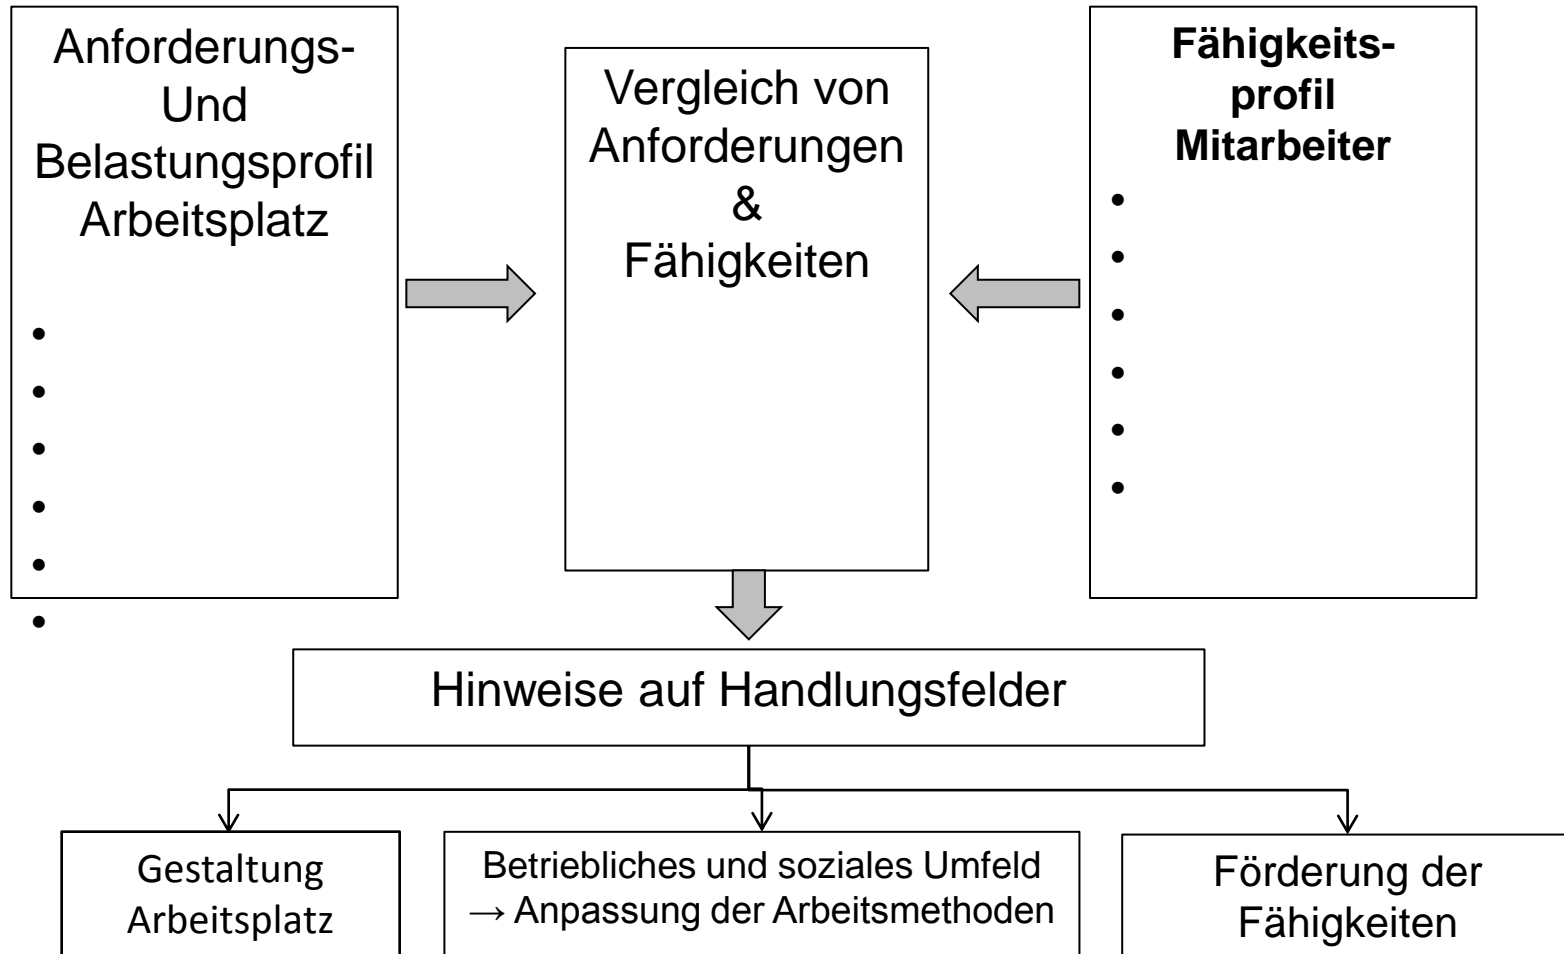 Anforderungs-
Und
Belastungsprofil
Arbeitsplatz
•
•
•
•
•
•
Vergleich von
Anforderungen
&
Fähigkeiten
Fähigkeits-
profil
Mitarbeiter
•
•
•
•
•
•
Hinweise auf Handlungsfelder
Gestaltung
Arbeitsplatz
Betriebliches und soziales Umfeld
→ Anpassung der Arbeitsmethoden
Förderung der
Fähigkeiten